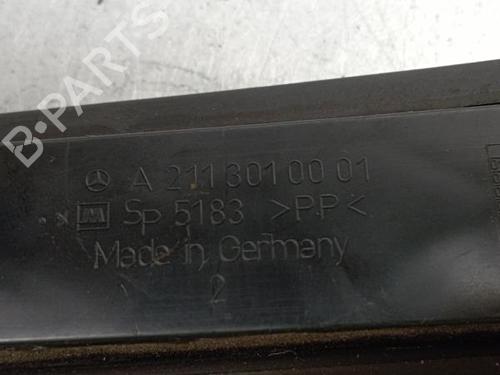 B-PARTS
A 211 301 00 01
Sp 5183 >PP<
Made in Germany
2